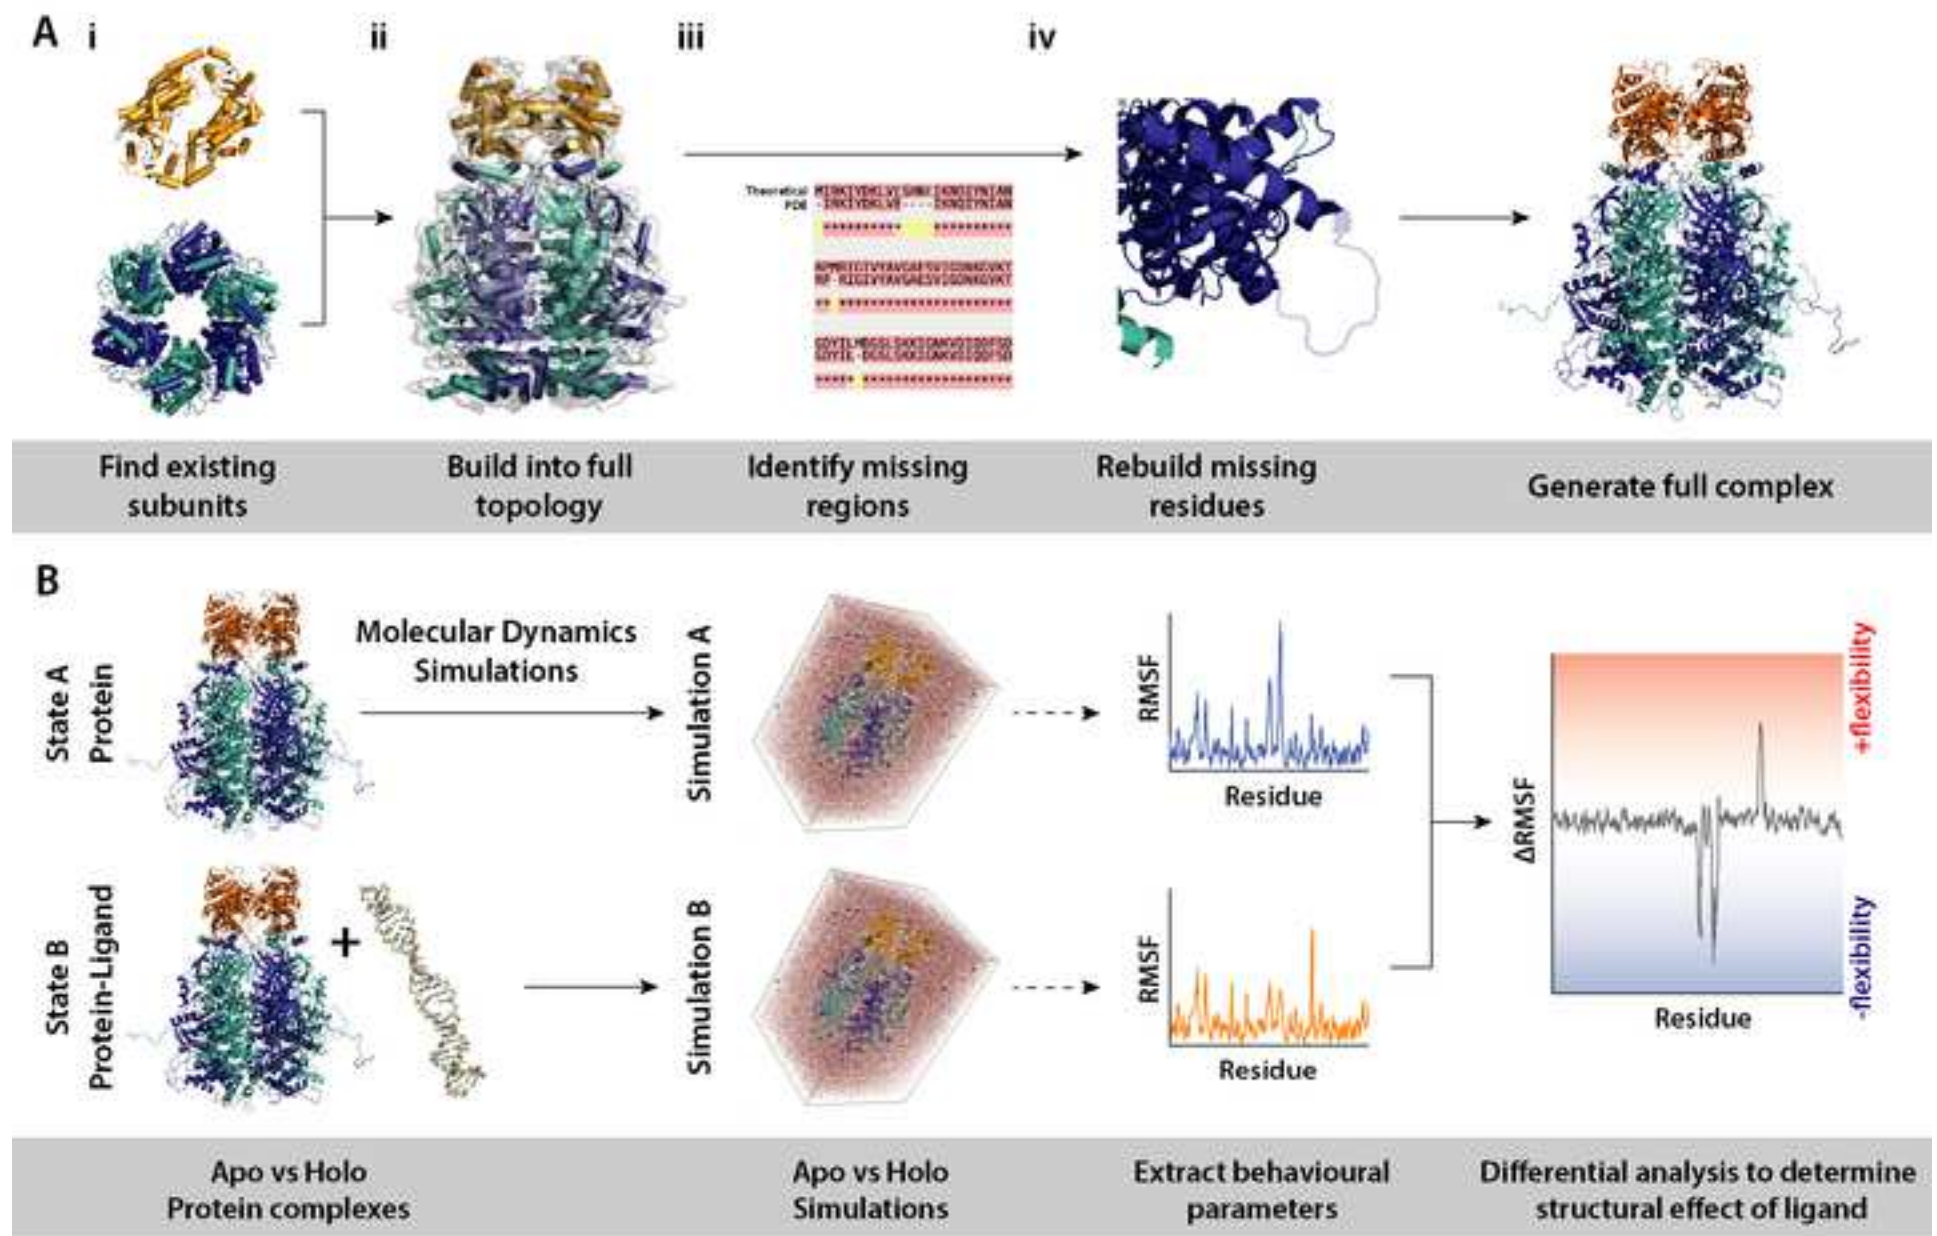 A i ii iii iv
Theoretical
PDB
Find existing
subunits
Build into full
topology
Identify missing
regions
Rebuild missing
residues
Generate full complex
B
State A
Protein
Molecular Dynamics
Simulations
Simulation A
RMSF
Residue
State B
Protein-Ligand
+
Simulation B
RMSF
Residue
ΔRMSF
Residue
+flexibility
-flexibility
Apo vs Holo
Protein complexes
Apo vs Holo
Simulations
Extract behavioural
parameters
Differential analysis to determine
structural effect of ligand